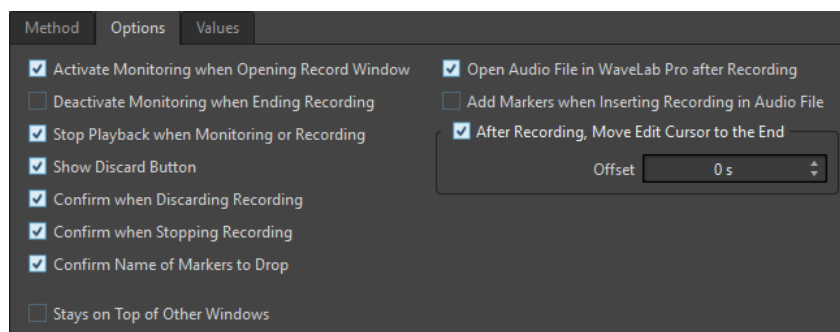 Method Options Values
Activate Monitoring when Opening Record Window
Deactivate Monitoring when Ending Recording
Stop Playback when Monitoring or Recording
Show Discard Button
Confirm when Discarding Recording
Confirm when Stopping Recording
Confirm Name of Markers to Drop
Stays on Top of Other Windows
Open Audio File in WaveLab Pro after Recording
Add Markers when Inserting Recording in Audio File
After Recording, Move Edit Cursor to the End
Offset 0 s